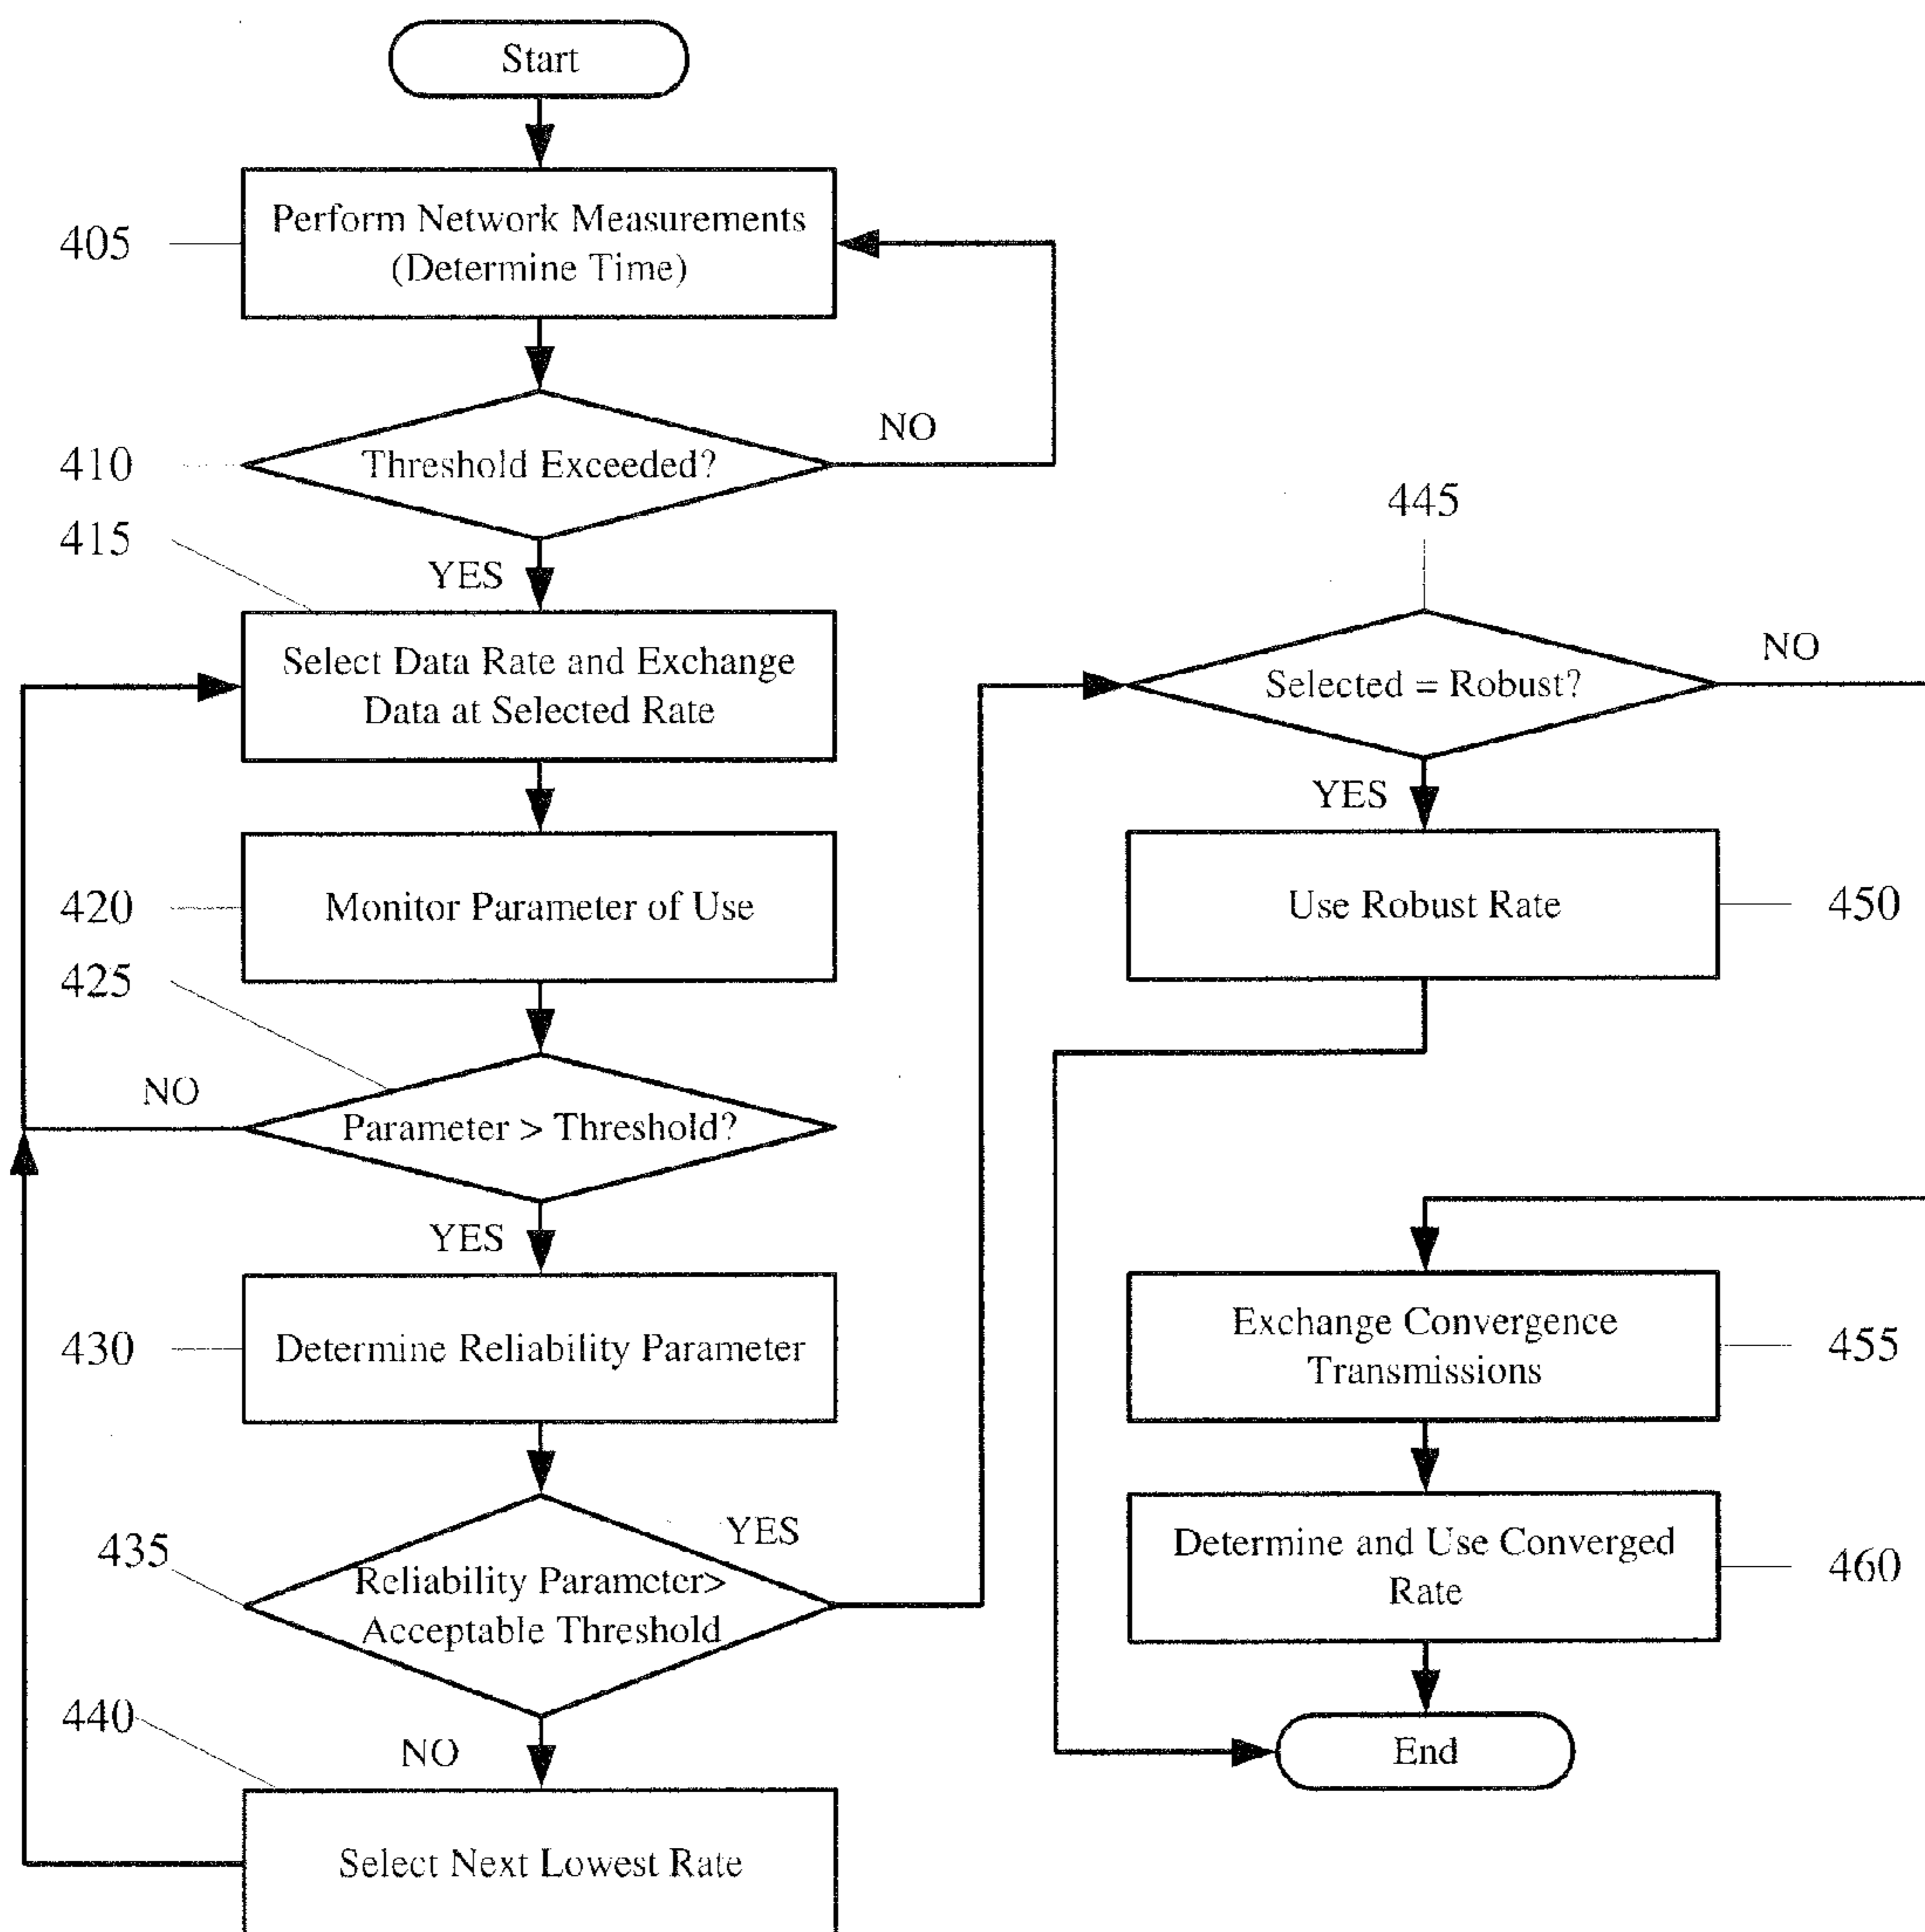 Start
405
Perform Network Measurements
(Determine Time)
410
Threshold Exceeded?
NO
415
YES
Select Data Rate and Exchange
Data at Selected Rate
420
Monitor Parameter of Use
425
NO
Parameter > Threshold?
YES
430
Determine Reliability Parameter
435
YES
Reliability Parameter>
Acceptable Threshold
440
NO
Select Next Lowest Rate
445
Selected = Robust?
NO
YES
Use Robust Rate
450
Exchange Convergence
Transmissions
455
Determine and Use Converged
Rate
460
End